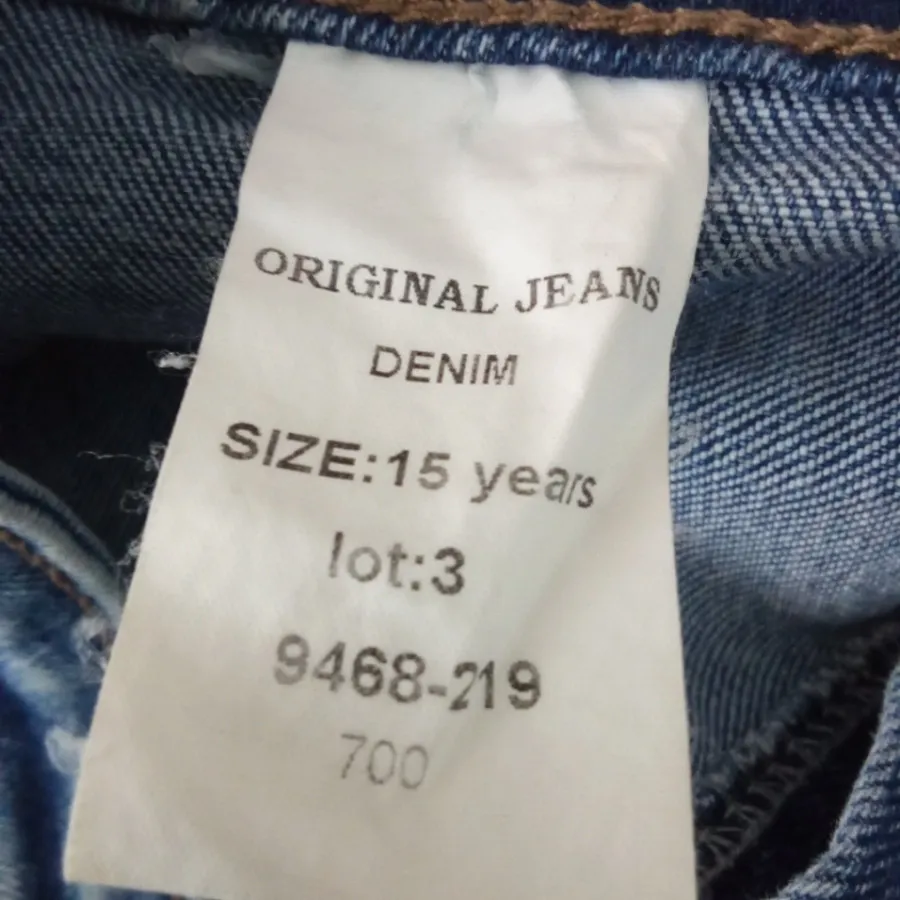 ORIGINAL JEANS
DENIM
SIZE:15 years
lot:3
9468-219
700